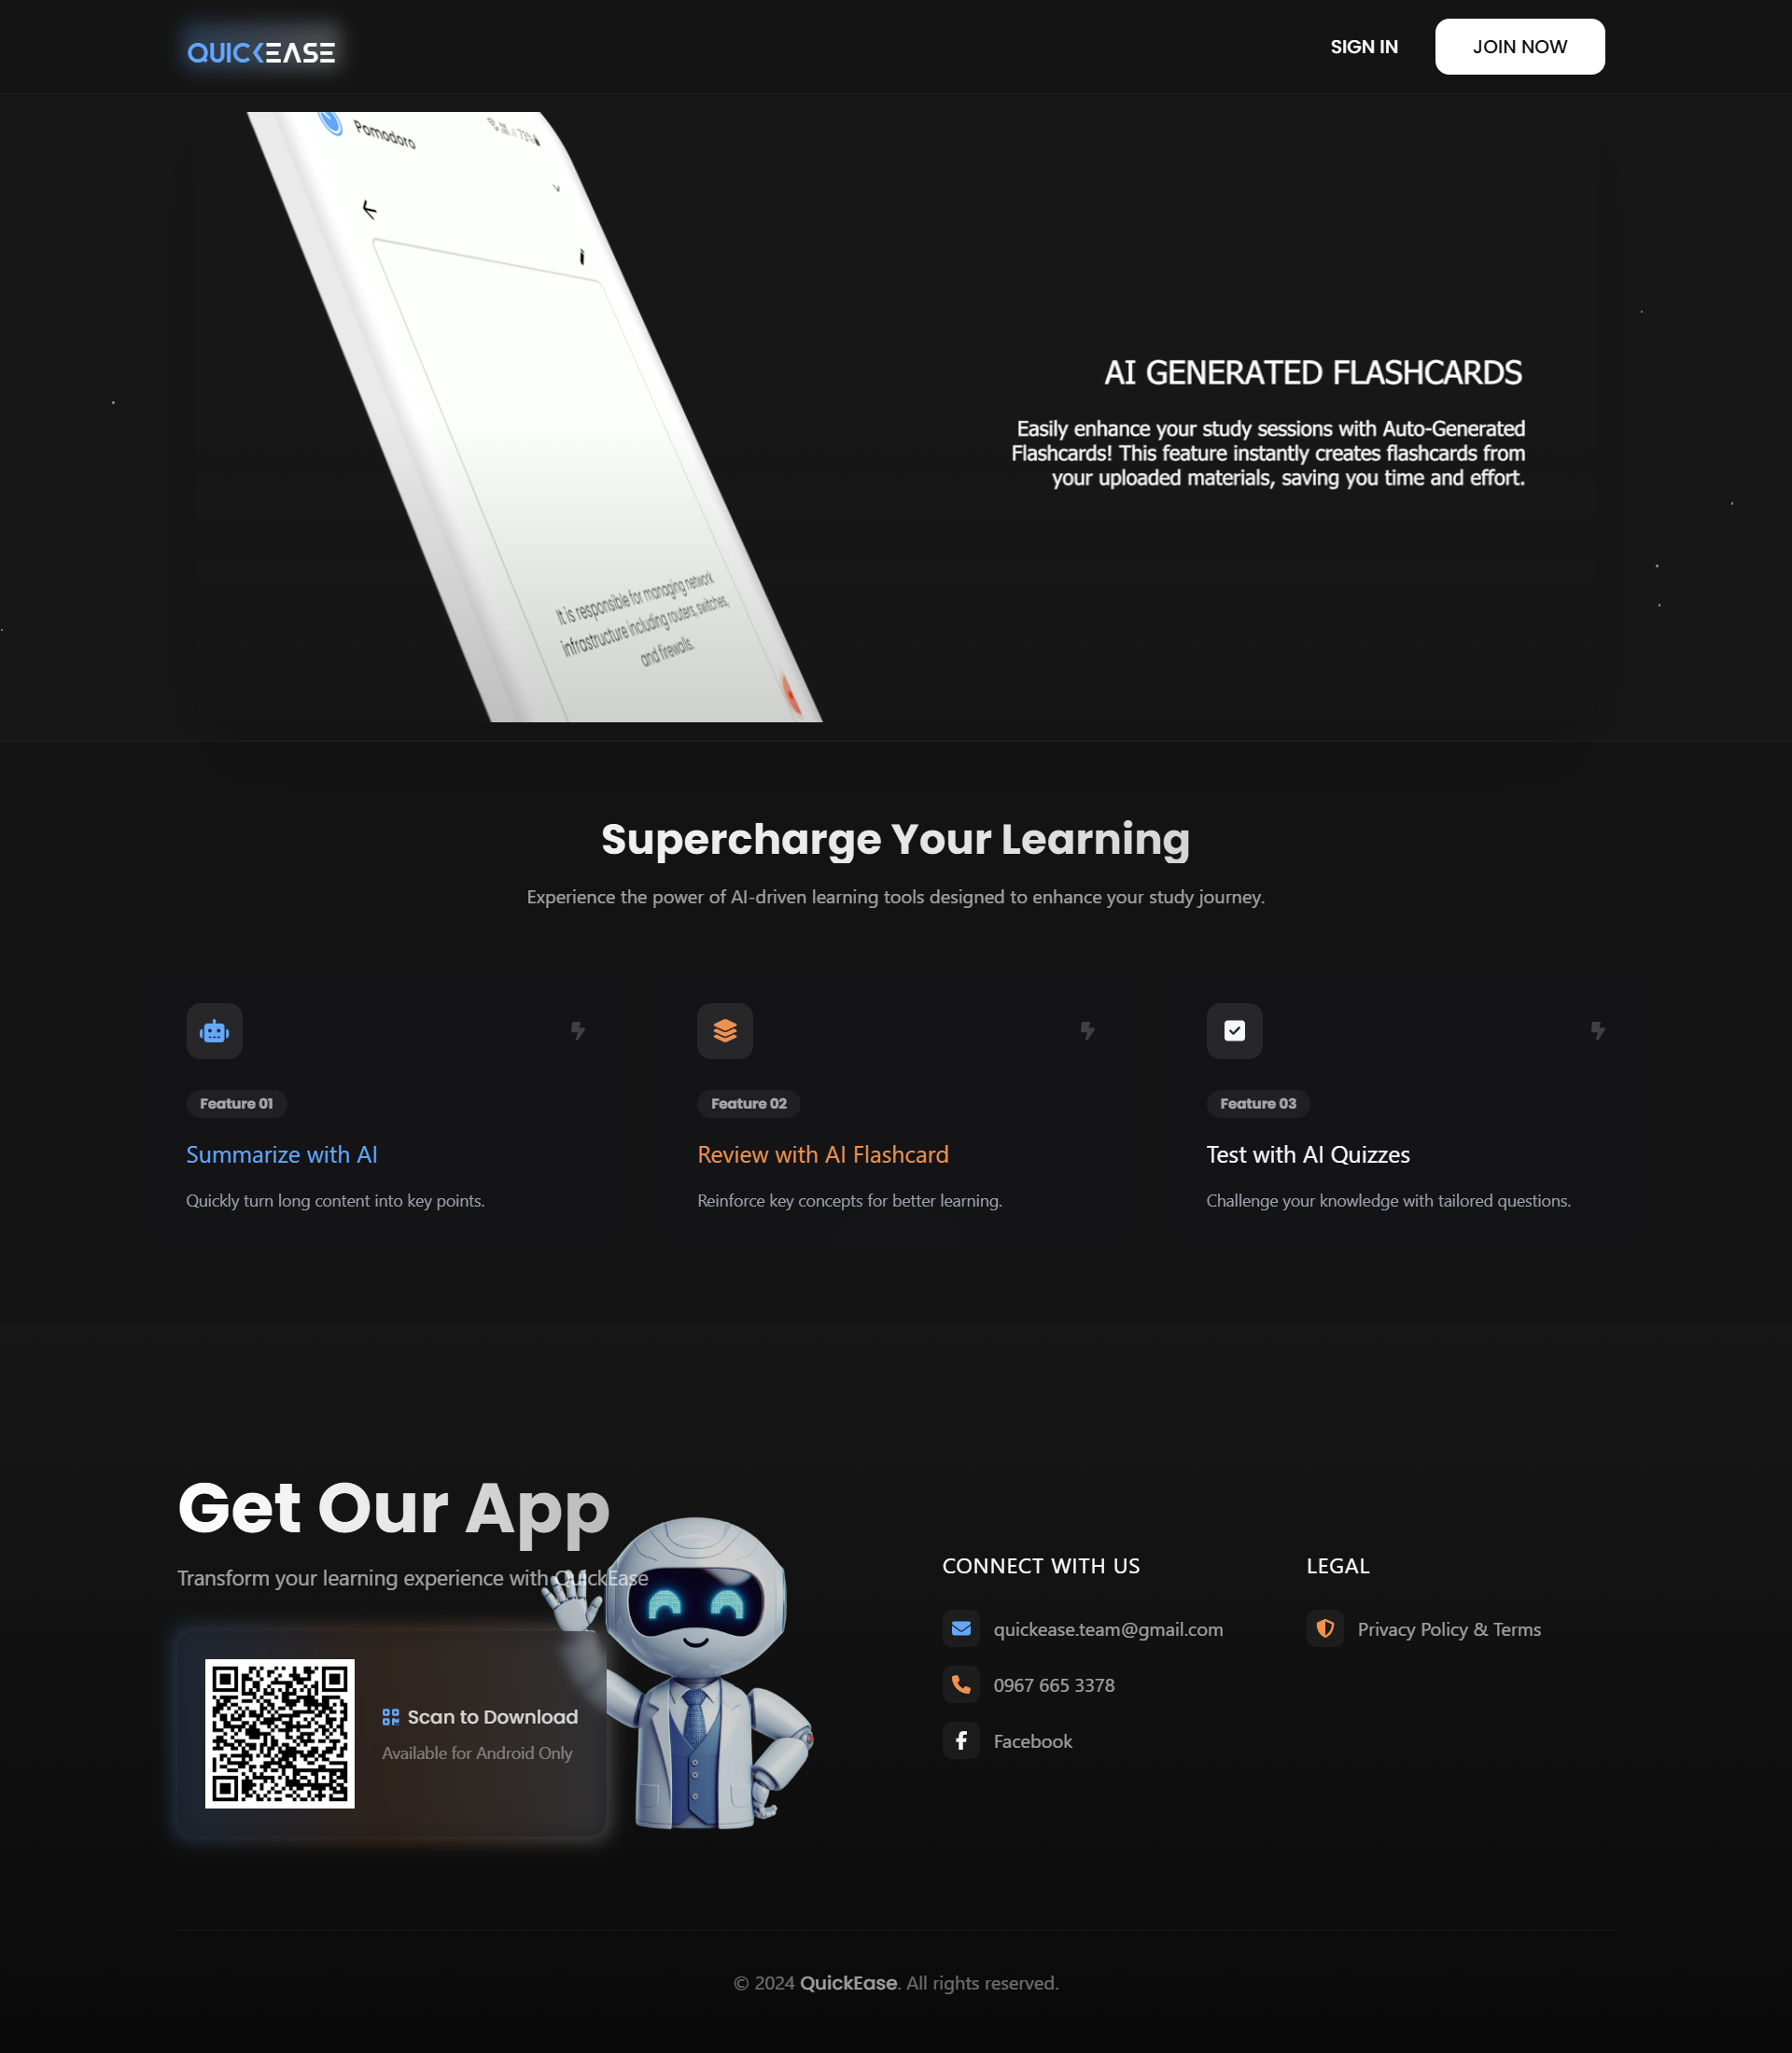 QUICKEASE
SIGN IN
JOIN NOW
Pomodoro
73%
AI GENERATED FLASHCARDS
Easily enhance your study sessions with Auto-Generated
Flashcards! This feature instantly creates flashcards from
your uploaded materials, saving you time and effort.
It is responsible for managing network
infrastructure including routers, switches,
and firewalls.
Supercharge Your Learning
Experience the power of AI-driven learning tools designed to enhance your study journey.
Feature 01
Summarize with AI
Quickly turn long content into key points.
Feature 02
Review with AI Flashcard
Reinforce key concepts for better learning.
Feature 03
Test with AI Quizzes
Challenge your knowledge with tailored questions.
Get Our App
Transform your learning experience with QuickEase
Scan to Download
Available for Android Only
CONNECT WITH US
quickease.team@gmail.com
0967 665 3378
Facebook
LEGAL
Privacy Policy & Terms
© 2024 QuickEase. All rights reserved.